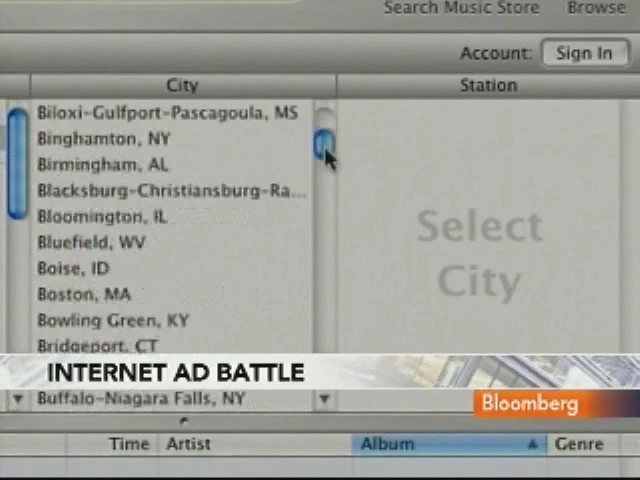 Search Music Store Browse
Account: Sign In
City Station
Biloxi-Gulfport-Pascagoula, MS
Binghamton, NY
Birmingham, AL
Blacksburg-Christiansburg-Ra...
Bloomington, IL
Bluefield, WV
Boise, ID
Boston, MA
Bowling Green, KY
Bridgeport, CT
Select
City
INTERNET AD BATTLE
Buffalo-Niagara Falls, NY
Bloomberg
Time Artist Album Genre